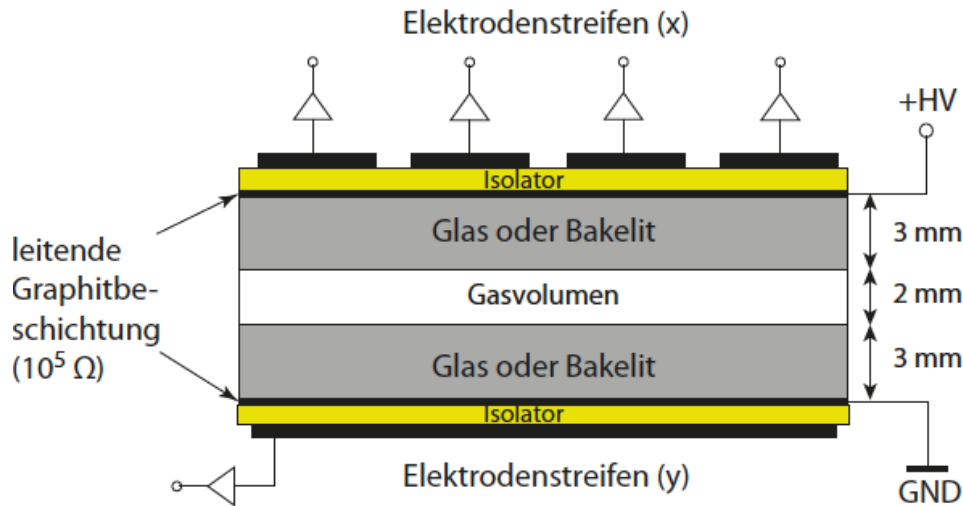 Elektrodenstreifen (x)
+HV
Isolator
Glas oder Bakelit
3 mm
leitende
Graphitbe-
schichtung
(10⁵ Ω)
Gasvolumen
2 mm
Glas oder Bakelit
3 mm
Isolator
Elektrodenstreifen (y)
GND